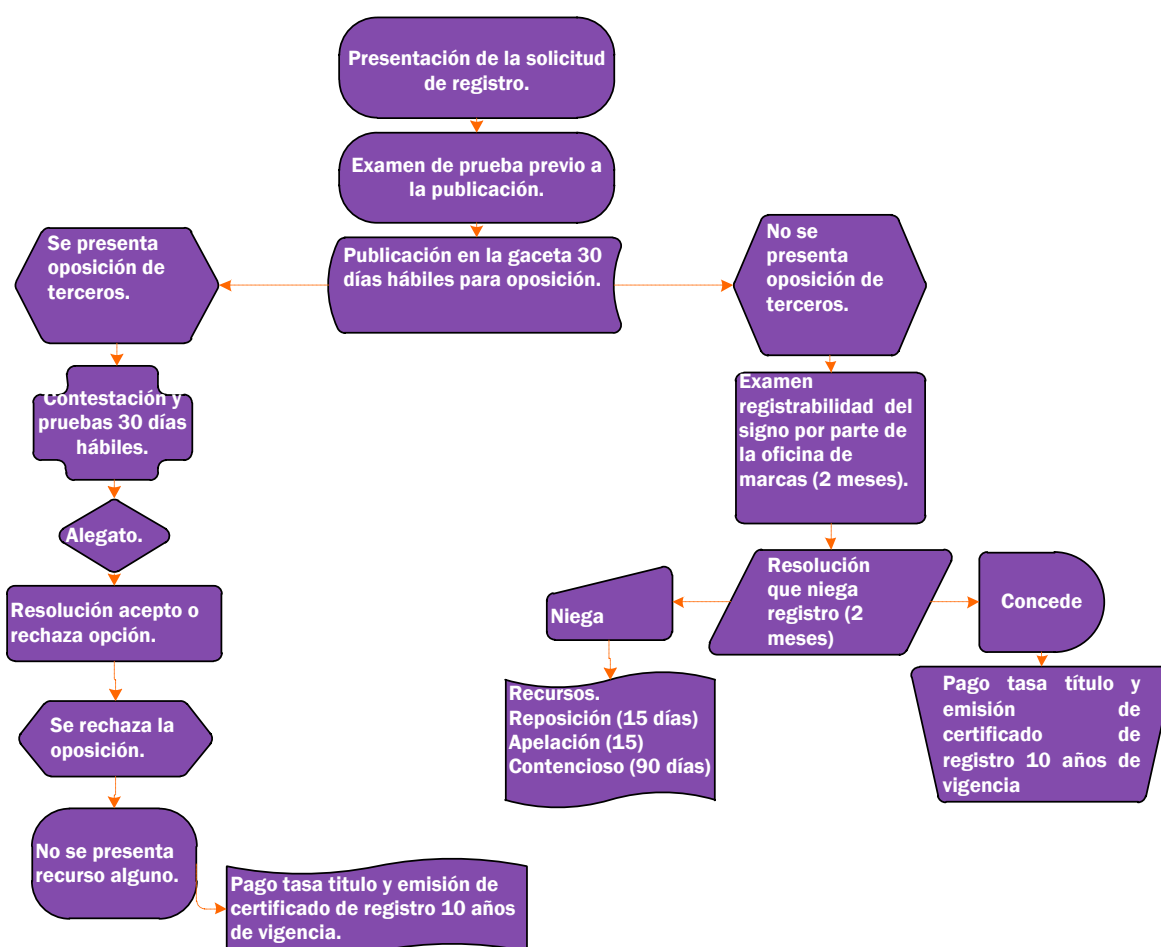 Presentación de la solicitud
de registro.
Examen de prueba previo a
la publicación.
Publicación en la gaceta 30
días hábiles para oposición.
Se presenta
oposición de
terceros.
No se
presenta
oposición de
terceros.
Contestación y
pruebas 30 días
hábiles.
Alegato.
Resolución acepto o
rechaza opción.
Se rechaza la
oposición.
No se presenta
recurso alguno.
Pago tasa titulo y emisión de
certificado de registro 10 años
de vigencia.
Examen
registrabilidad del
signo por parte de
la oficina de
marcas (2 meses).
Resolución
que niega
registro (2
meses)
Niega
Concede
Recursos.
Reposición (15 días)
Apelación (15)
Contencioso (90 días)
Pago tasa título y
emisión de
certificado de
registro 10 años de
vigencia